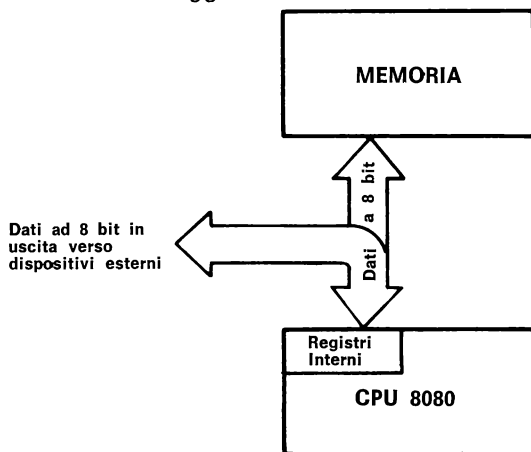 MEMORIA
Dati a 8 bit
Dati ad 8 bit in
uscita verso
dispositivi esterni
Registri
Interni
CPU 8080